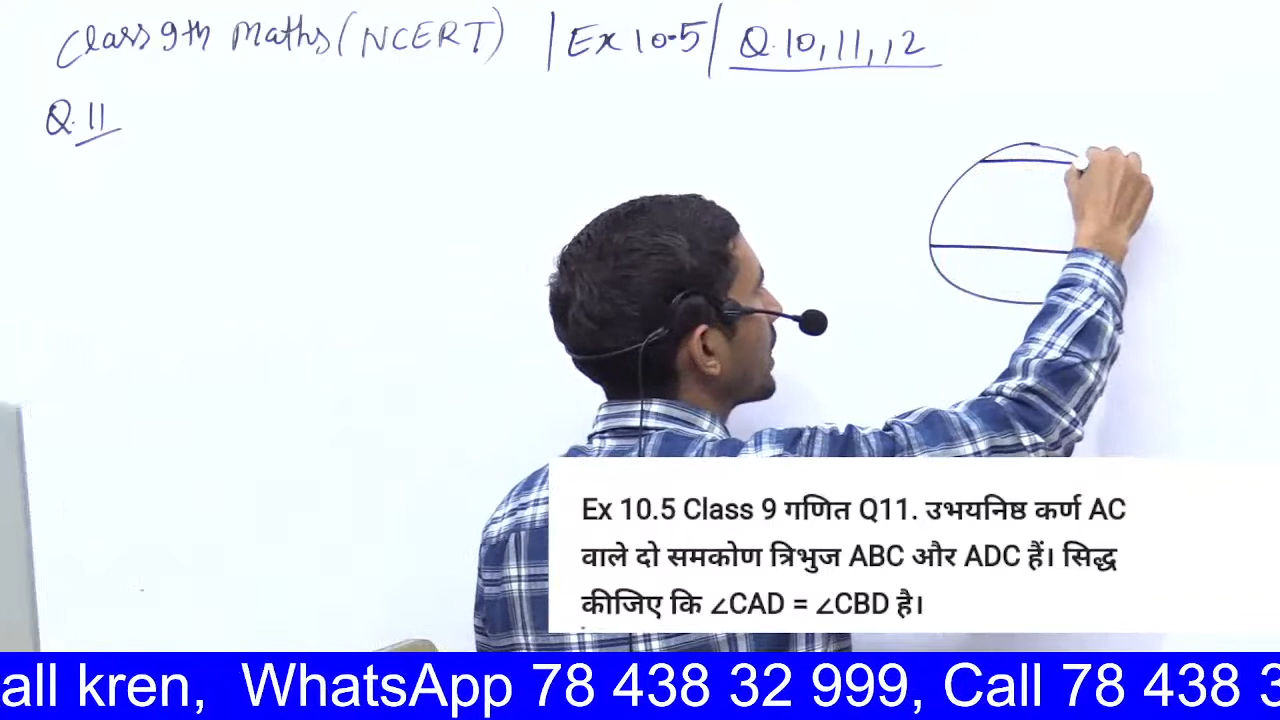 Class 9th Maths (NCERT) | Ex 10.5 | Q. 10, 11, 12
Q. 11
Ex 10.5 Class 9 गणित Q11. उभयनिष्ठ कर्ण AC
वाले दो समकोण त्रिभुज ABC और ADC हैं। सिद्ध
कीजिए कि ∠CAD = ∠CBD है।
all kren, WhatsApp 78 438 32 999, Call 78 438 3